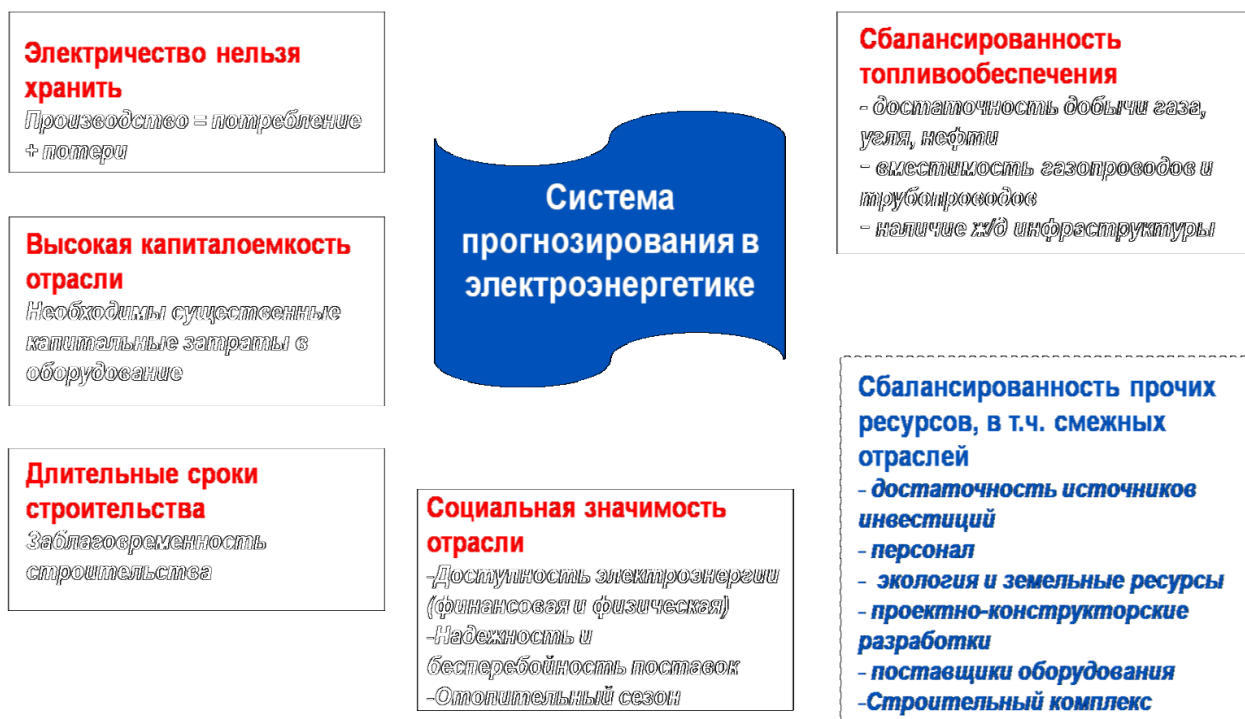 Электричество нельзя
хранить
Производство = потребление
+ потери
Высокая капиталоемкость
отрасли
Необходимы существенные
капитальные затраты в
оборудование
Длительные сроки
строительства
Заблаговременность
строительства
Система
прогнозирования в
электроэнергетике
Социальная значимость
отрасли
-Доступность электроэнергии
(финансовая и физическая)
-Надежность и
бесперебойность поставок
-Отопительный сезон
Сбалансированность
топливообеспечения
- достаточность добычи газа,
угля, нефти
- вместимость газопроводов и
трубопроводов
- наличие ж/д инфраструктуры
Сбалансированность прочих
ресурсов, в т.ч. смежных
отраслей
- достаточность источников
инвестиций
- персонал
- экология и земельные ресурсы
- проектно-конструкторские
разработки
- поставщики оборудования
-Строительный комплекс